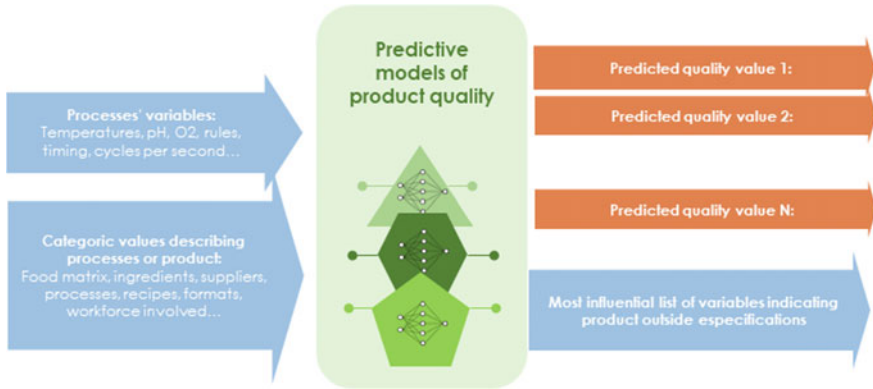 Processes' variables:
Temperatures, pH, O2, rules,
timing, cycles per second...
Categoric values describing
processes or product:
Food matrix, ingredients, suppliers,
processes, recipes, formats,
workforce involved...
Predictive
models of
product quality
Predicted quality value 1:
Predicted quality value 2:
Predicted quality value N:
Most influential list of variables indicating
product outside especifications